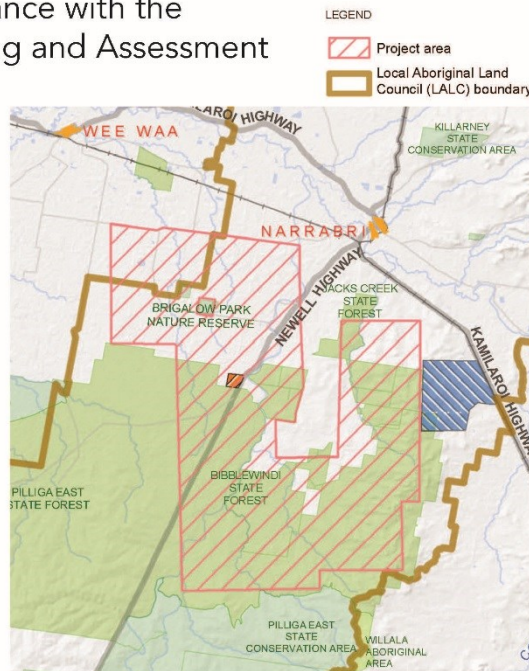 ance with the
g and Assessment
LEGEND
Project area
Local Aboriginal Land
Council (LALC) boundary
LAROI HIGHWAY
WEE WAA
KILLARNEY
STATE
CONSERVATION AREA
NARRABRI
NEWELL HIGHWAY
JACKS CREEK
STATE
FOREST
BRIGALOW PARK
NATURE RESERVE
KAMILAROI HIGHWA
BIBBLEWINDI
STATE
FOREST
PILLIGA EAST
STATE FOREST
PILLIGA EAST
STATE
CONSERVATION AREA
WILLALA
ABORIGINAL
AREA